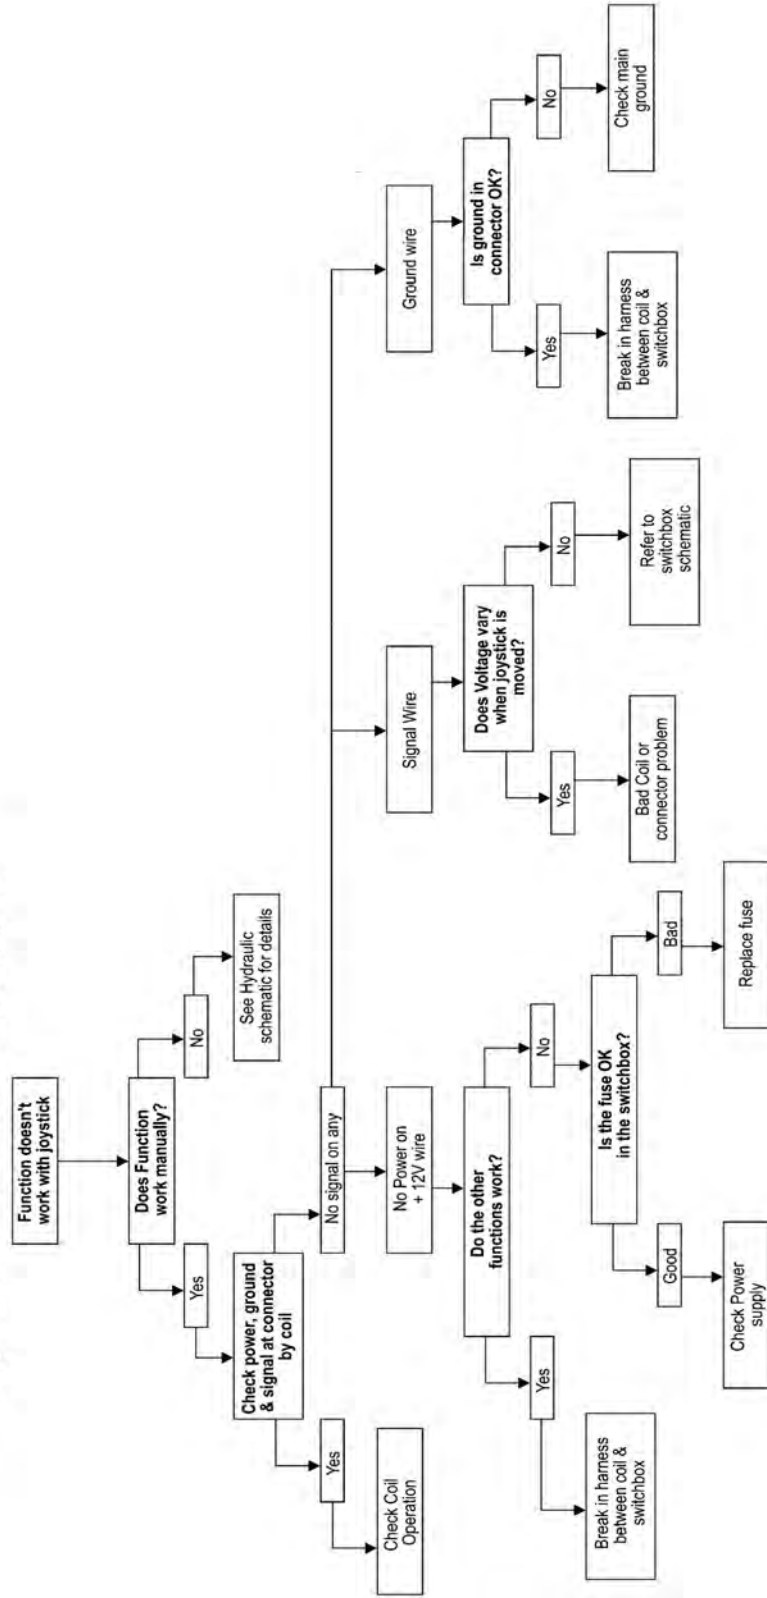 Function doesn't
work with joystick
Does Function
work manually?
Yes
No
See Hydraulic
schematic for details
Check power, ground
& signal at connector
by coil
Yes
Check Coil
Operation
No signal on any
No Power on
+ 12V wire
Do the other
functions work?
Yes
Break in harness
between coil &
switchbox
No
Is the fuse OK
in the switchbox?
Good
Check Power
supply
Bad
Replace fuse
Signal Wire
Does Voltage vary
when joystick is
moved?
Yes
Bad Coil or
connector problem
No
Refer to
switchbox
schematic
Ground wire
Is ground in
connector OK?
Yes
Break in harness
between coil &
switchbox
No
Check main
ground